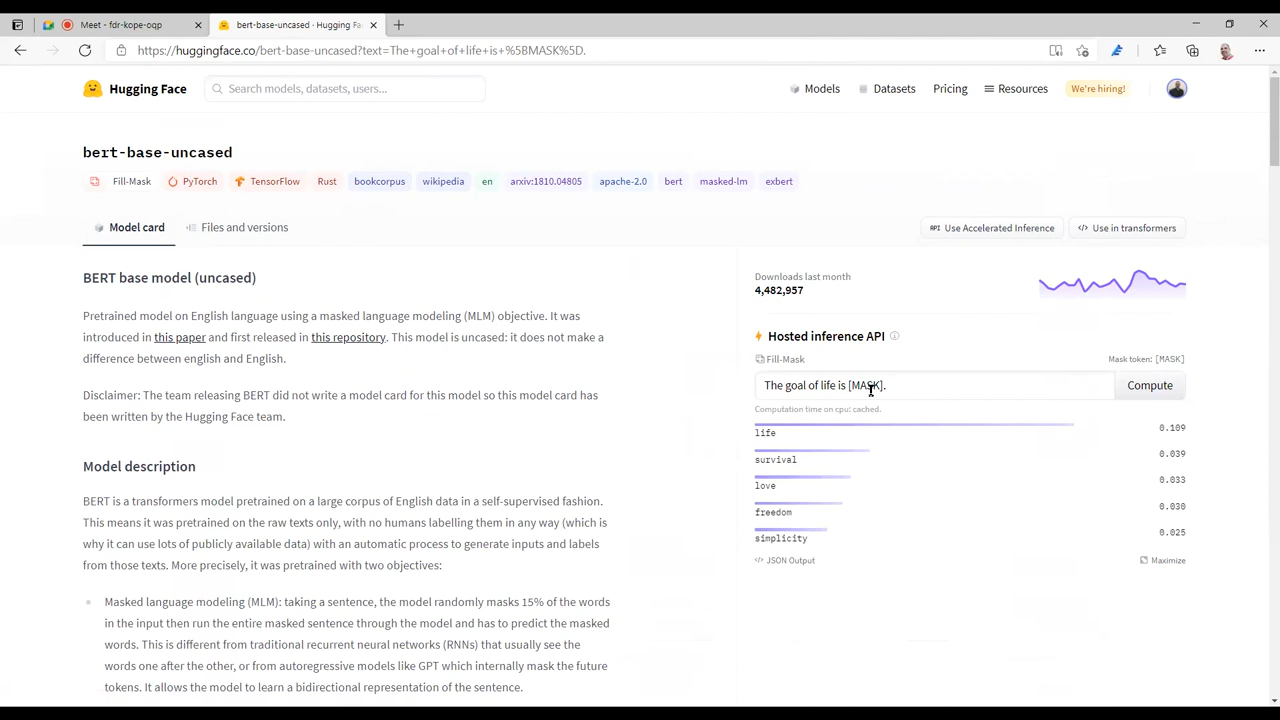 Meet - fdr-kope-oqp
bert-base-uncased · Hugging Fa
https://huggingface.co/bert-base-uncased?text=The+goal+of+life+is+%5BMASK%5D.
Hugging Face
Search models, datasets, users...
Models
Datasets
Pricing
Resources
We're hiring!
bert-base-uncased
Fill-Mask PyTorch TensorFlow Rust bookcorpus wikipedia en arxiv:1810.04805 apache-2.0 bert masked-lm exbert
Model card
Files and versions
API Use Accelerated Inference
</> Use in transformers
BERT base model (uncased)
Pretrained model on English language using a masked language modeling (MLM) objective. It was
introduced in this paper and first released in this repository. This model is uncased: it does not make a
difference between english and English.
Disclaimer: The team releasing BERT did not write a model card for this model so this model card has
been written by the Hugging Face team.
Model description
BERT is a transformers model pretrained on a large corpus of English data in a self-supervised fashion.
This means it was pretrained on the raw texts only, with no humans labelling them in any way (which is
why it can use lots of publicly available data) with an automatic process to generate inputs and labels
from those texts. More precisely, it was pretrained with two objectives:
Masked language modeling (MLM): taking a sentence, the model randomly masks 15% of the words
in the input then run the entire masked sentence through the model and has to predict the masked
words. This is different from traditional recurrent neural networks (RNNs) that usually see the
words one after the other, or from autoregressive models like GPT which internally mask the future
tokens. It allows the model to learn a bidirectional representation of the sentence.
Downloads last month
4,482,957
Hosted inference API
Fill-Mask
Mask token: [MASK]
The goal of life is [MASK].
Compute
Computation time on cpu: cached.
life 0.109
survival 0.039
love 0.033
freedom 0.030
simplicity 0.025
</> JSON Output
Maximize